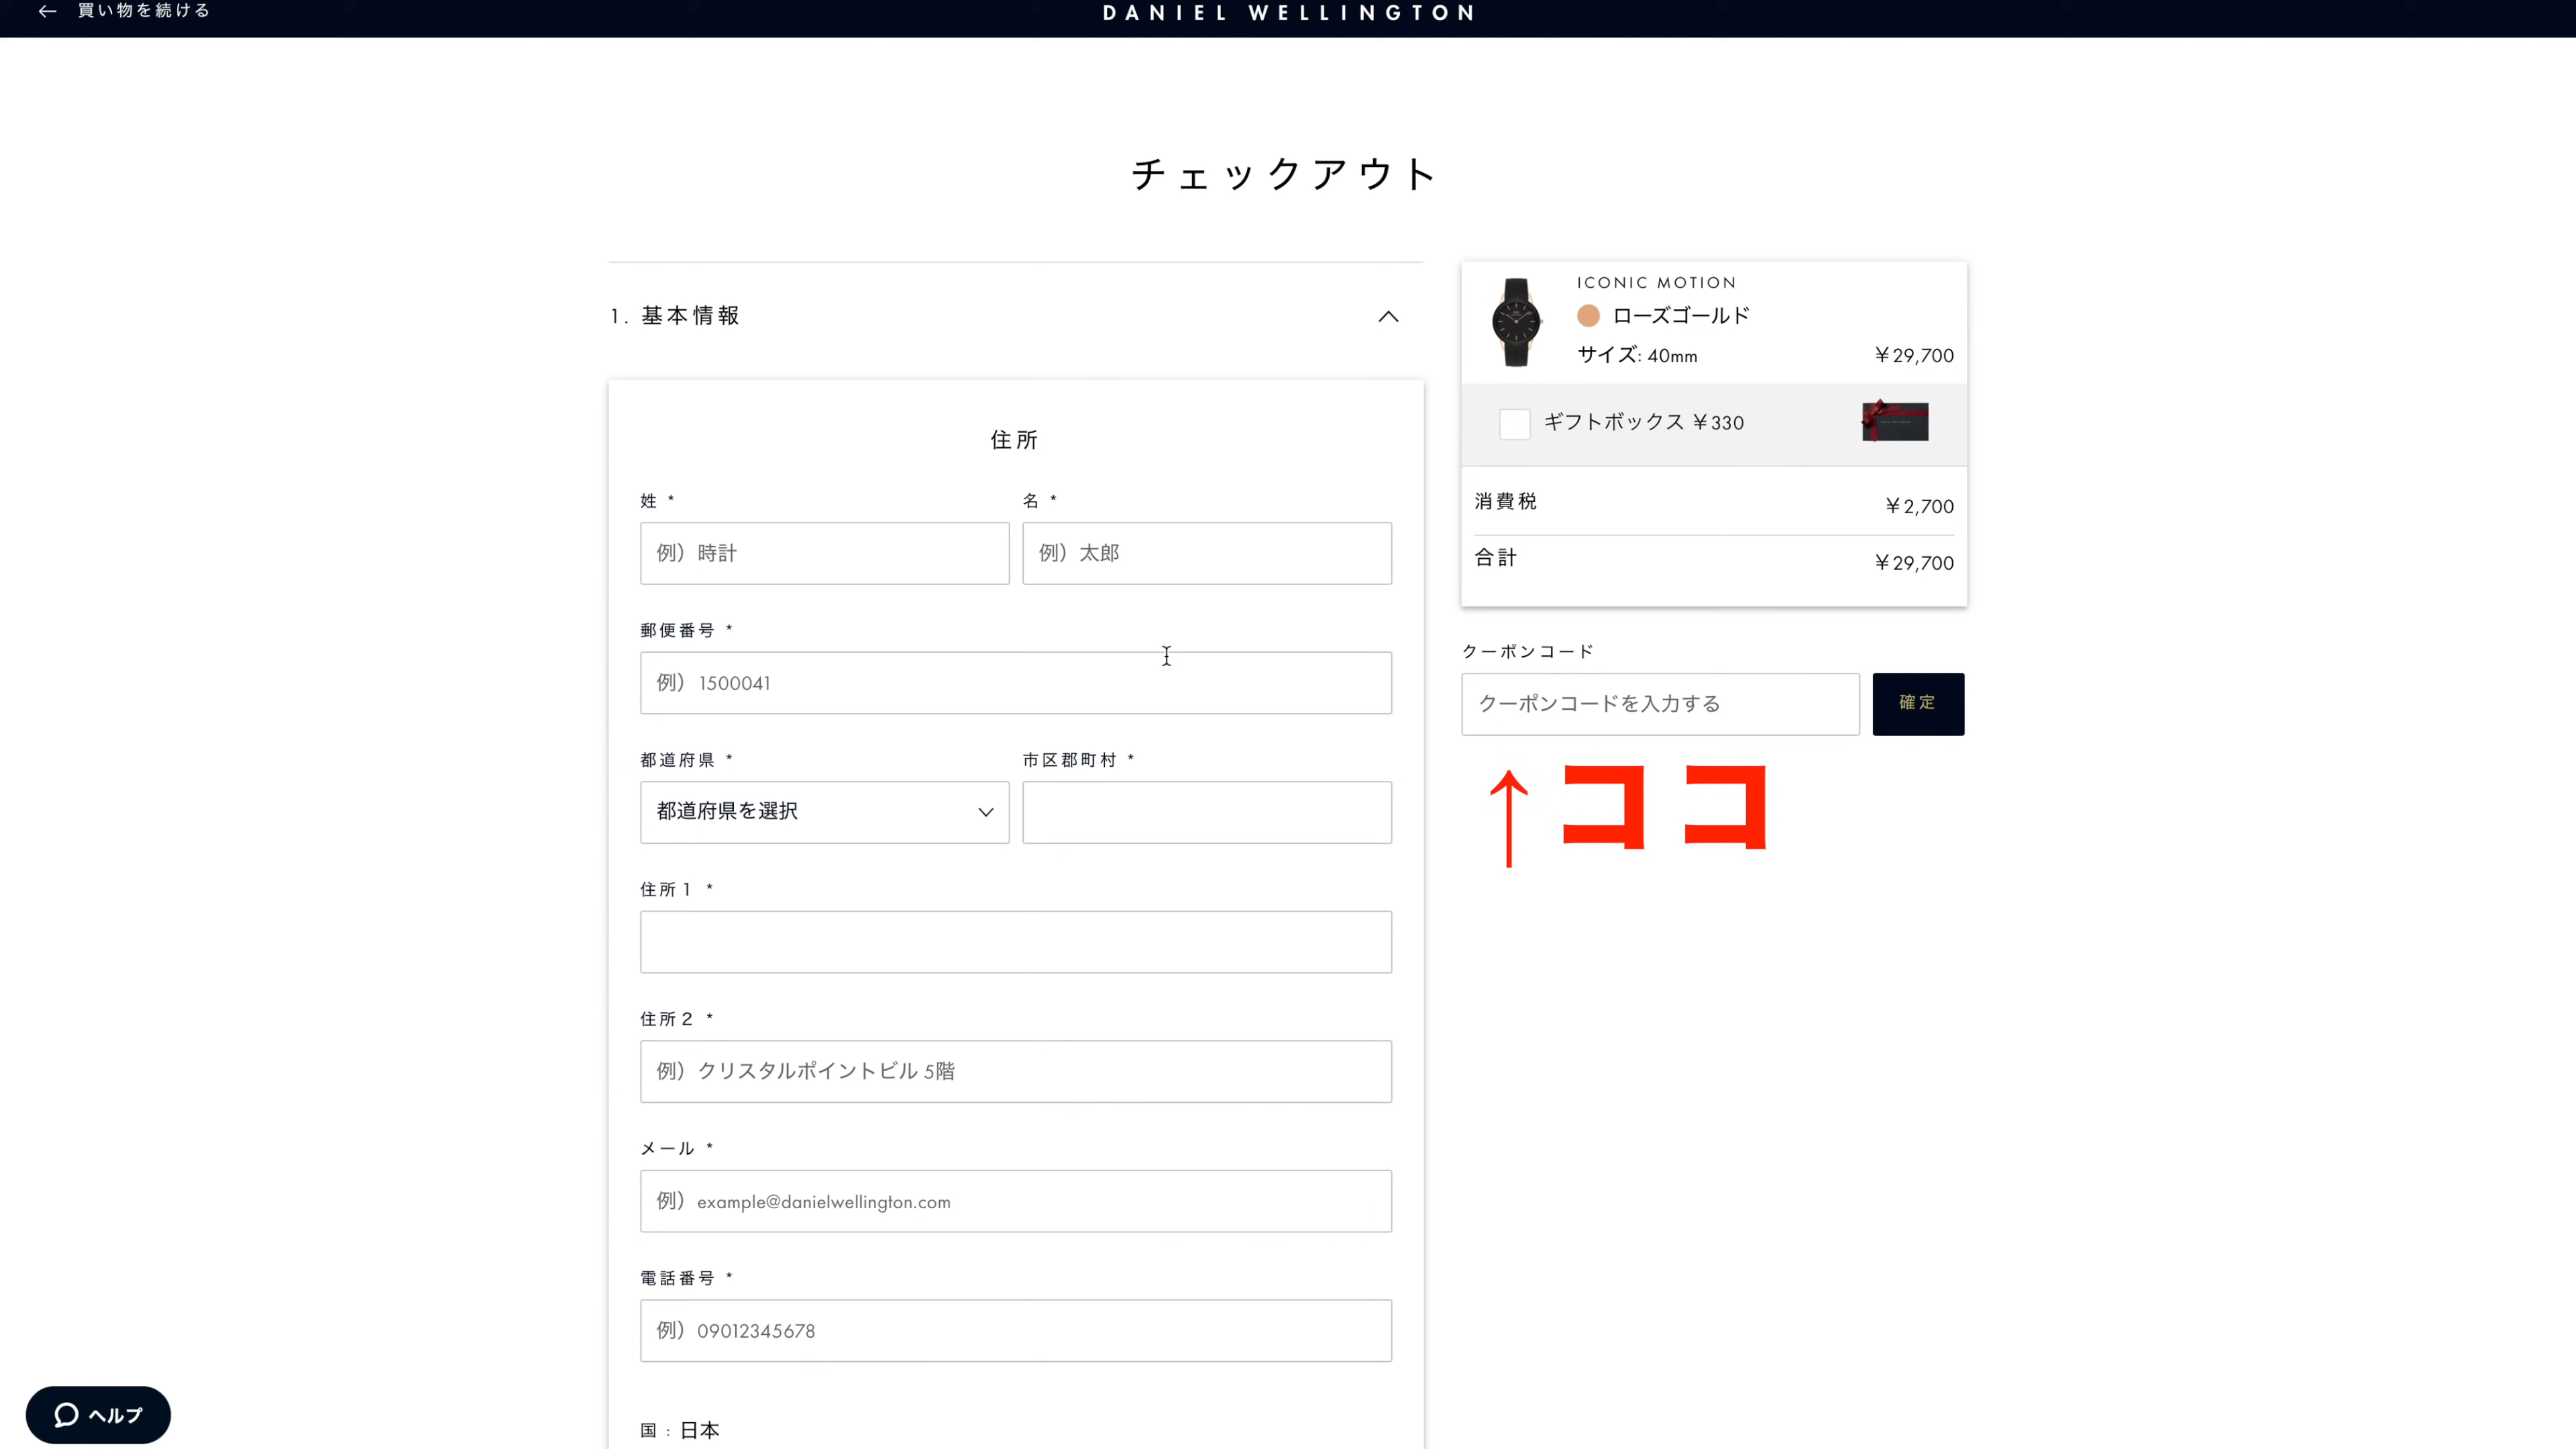 ← 買い物を続ける
DANIEL WELLINGTON
チェックアウト
1. 基本情報
住所
姓 *
名 *
例）時計
例）太郎
郵便番号 *
例）1500041
都道府県 *
市区郡町村 *
都道府県を選択
住所1 *
住所2 *
例）クリスタルポイントビル 5階
メール *
例）example@danielwellington.com
電話番号 *
例）09012345678
国 : 日本
ICONIC MOTION
ローズゴールド
サイズ: 40mm ¥29,700
ギフトボックス ¥330
消費税 ¥2,700
合計 ¥29,700
クーポンコード
クーポンコードを入力する
確定
↑ココ
ヘルプ